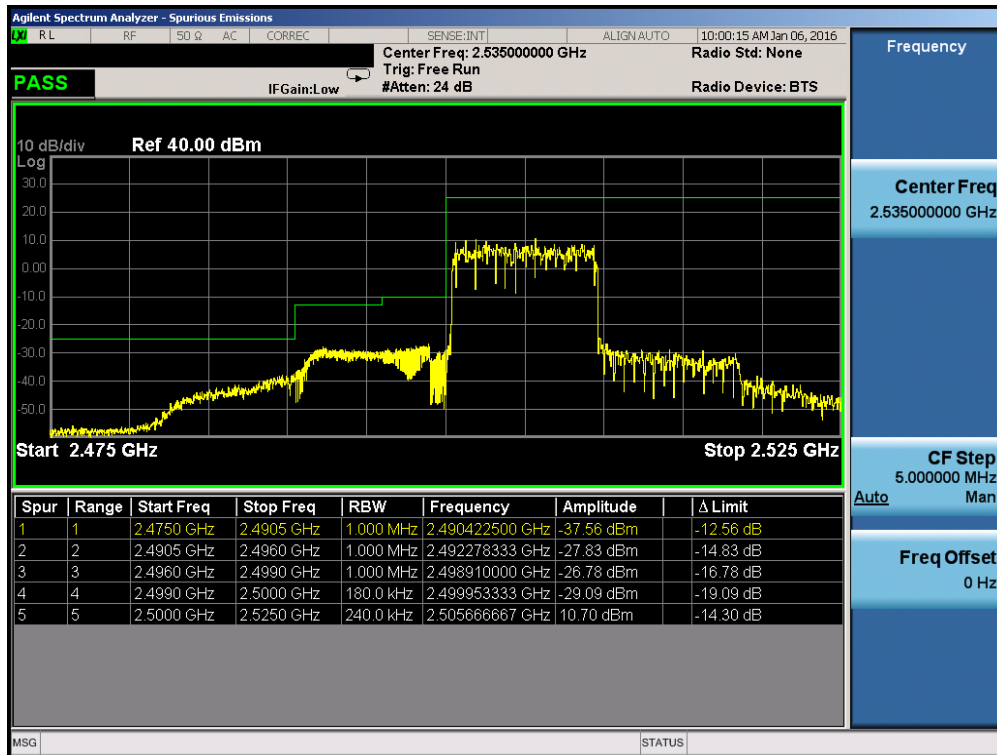 Agilent Spectrum Analyzer - Spurious Emissions
LXI RL RF 50 Ω AC CORREC SENSE:INT ALIGN AUTO 10:00:15 AM Jan 06, 2016
Center Freq: 2.535000000 GHz Radio Std: None
Trig: Free Run
PASS IFGain:Low #Atten: 24 dB Radio Device: BTS
10 dB/div Ref 40.00 dBm
Log
30.0
20.0
10.0
0.00
-10.0
-20.0
-30.0
-40.0
-50.0
Start 2.475 GHz Stop 2.525 GHz
Spur Range Start Freq Stop Freq RBW Frequency Amplitude Δ Limit
1 1 2.4750 GHz 2.4905 GHz 1.000 MHz 2.490422500 GHz -37.56 dBm -12.56 dB
2 2 2.4905 GHz 2.4960 GHz 1.000 MHz 2.492278333 GHz -27.83 dBm -14.83 dB
3 3 2.4960 GHz 2.4990 GHz 1.000 MHz 2.498910000 GHz -26.78 dBm -16.78 dB
4 4 2.4990 GHz 2.5000 GHz 180.0 kHz 2.499953333 GHz -29.09 dBm -19.09 dB
5 5 2.5000 GHz 2.5250 GHz 240.0 kHz 2.505666667 GHz 10.70 dBm -14.30 dB
MSG STATUS
Frequency
Center Freq
2.535000000 GHz
CF Step
5.000000 MHz
Auto Man
Freq Offset
0 Hz